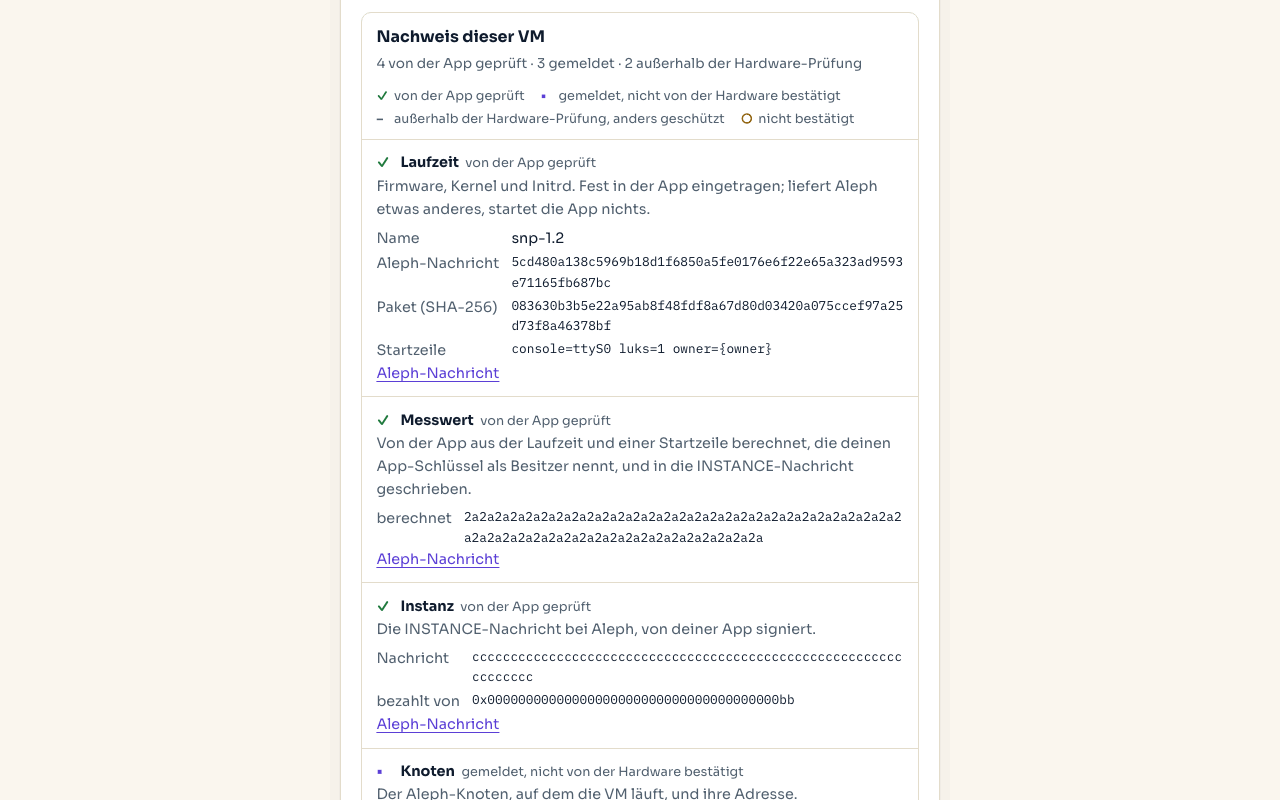 Nachweis dieser VM
4 von der App geprüft · 3 gemeldet · 2 außerhalb der Hardware-Prüfung
von der App geprüft gemeldet, nicht von der Hardware bestätigt
außerhalb der Hardware-Prüfung, anders geschützt nicht bestätigt
Laufzeit von der App geprüft
Firmware, Kernel und Initrd. Fest in der App eingetragen; liefert Aleph
etwas anderes, startet die App nichts.
Name snp-1.2
Aleph-Nachricht 5cd480a138c5969b18d1f6850a5fe0176e6f22e65a323ad9593
e71165fb687bc
Paket (SHA-256) 083630b3b5e22a95ab8f48fdf8a67d80d03420a075ccef97a25
d73f8a46378bf
Startzeile console=ttyS0 luks=1 owner={owner}
Aleph-Nachricht
Messwert von der App geprüft
Von der App aus der Laufzeit und einer Startzeile berechnet, die deinen
App-Schlüssel als Besitzer nennt, und in die INSTANCE-Nachricht
geschrieben.
berechnet 2a2a2a2a2a2a2a2a2a2a2a2a2a2a2a2a2a2a2a2a2a2a2a2a2a2a2a2a2
a2a2a2a2a2a2a2a2a2a2a2a2a2a2a2a2a2a2a2a
Aleph-Nachricht
Instanz von der App geprüft
Die INSTANCE-Nachricht bei Aleph, von deiner App signiert.
Nachricht cccccccccccccccccccccccccccccccccccccccccccccccccccccccc
cccccccc
bezahlt von 0x00000000000000000000000000000000000000bb
Aleph-Nachricht
Knoten gemeldet, nicht von der Hardware bestätigt
Der Aleph-Knoten, auf dem die VM läuft, und ihre Adresse.